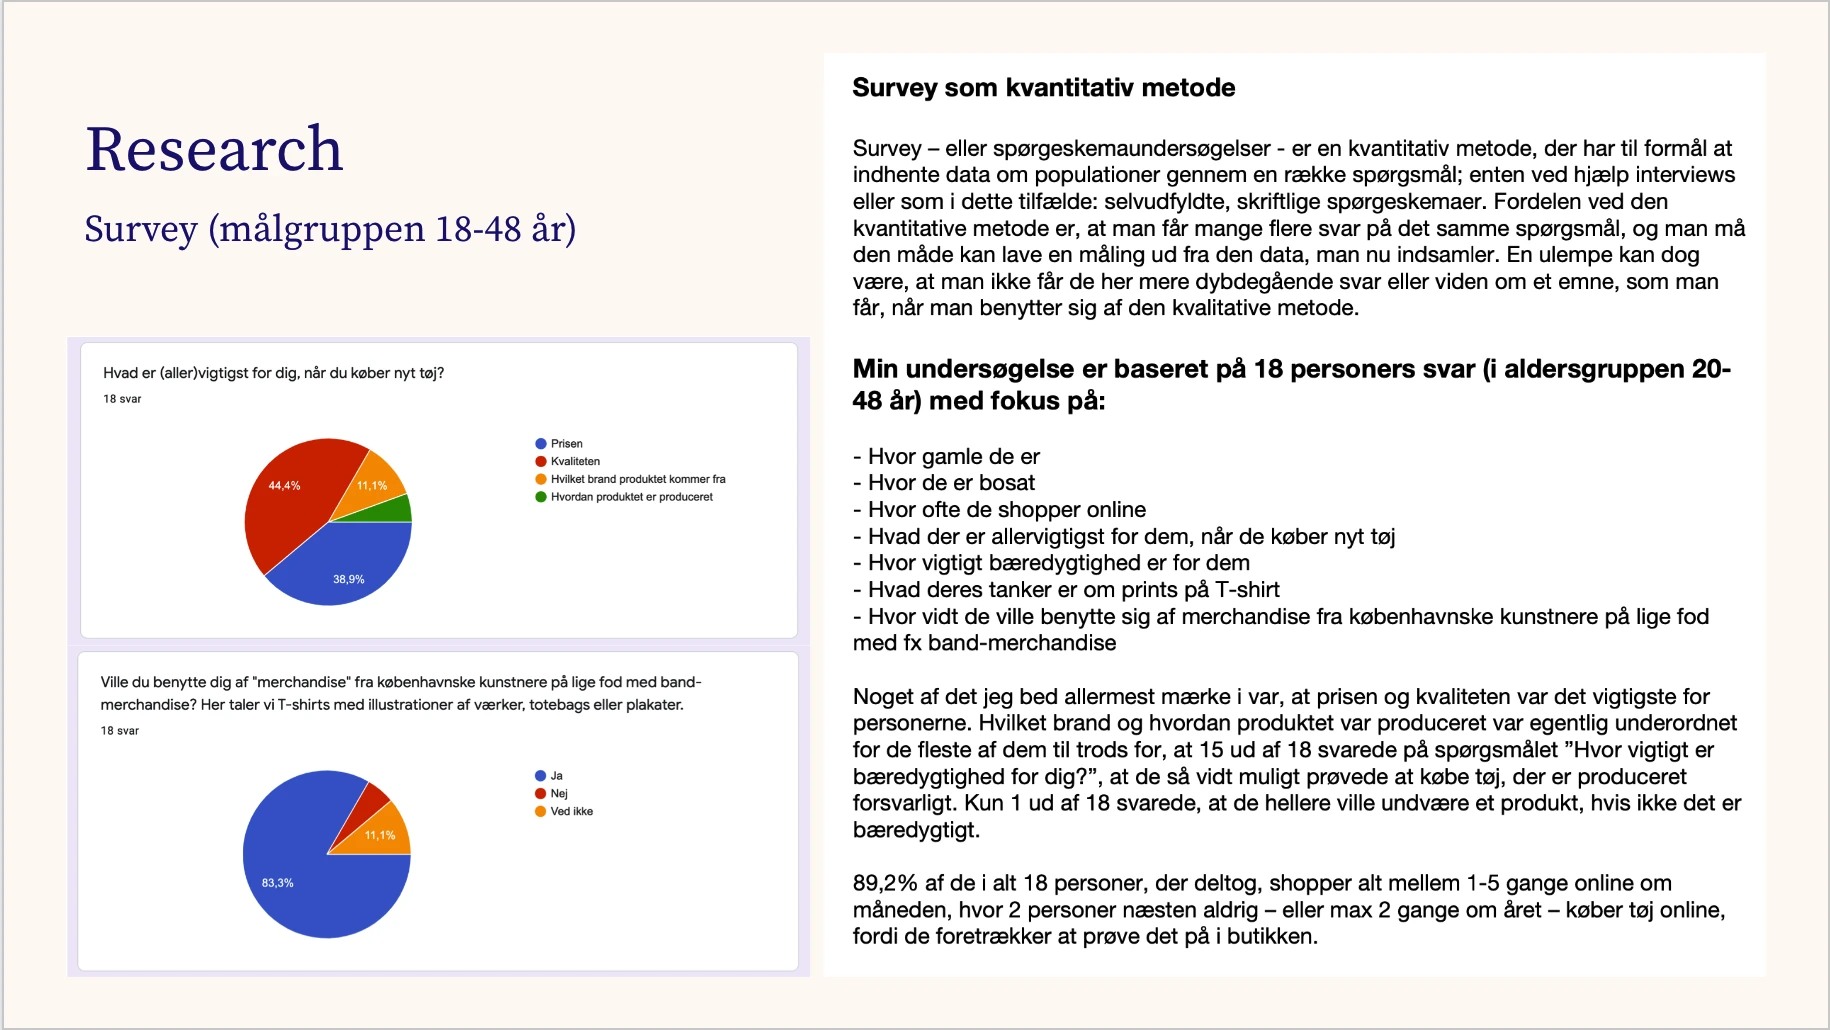 Research
Survey (målgruppen 18-48 år)
Hvad er (aller)vigtigst for dig, når du køber nyt tøj?
18 svar
44,4%
11,1%
38,9%
Prisen
Kvaliteten
Hvilket brand produktet kommer fra
Hvordan produktet er produceret
Ville du benytte dig af "merchandise" fra københavnske kunstnere på lige fod med band-
merchandise? Her taler vi T-shirts med illustrationer af værker, totebags eller plakater.
18 svar
11,1%
83,3%
Ja
Nej
Ved ikke
Survey som kvantitativ metode
Survey – eller spørgeskemaundersøgelser - er en kvantitativ metode, der har til formål at
indhente data om populationer gennem en række spørgsmål; enten ved hjælp interviews
eller som i dette tilfælde: selvudfyldte, skriftlige spørgeskemaer. Fordelen ved den
kvantitative metode er, at man får mange flere svar på det samme spørgsmål, og man må
den måde kan lave en måling ud fra den data, man nu indsamler. En ulempe kan dog
være, at man ikke får de her mere dybdegående svar eller viden om et emne, som man
får, når man benytter sig af den kvalitative metode.
Min undersøgelse er baseret på 18 personers svar (i aldersgruppen 20-
48 år) med fokus på:
- Hvor gamle de er
- Hvor de er bosat
- Hvor ofte de shopper online
- Hvad der er allervigtigst for dem, når de køber nyt tøj
- Hvor vigtigt bæredygtighed er for dem
- Hvad deres tanker er om prints på T-shirt
- Hvor vidt de ville benytte sig af merchandise fra københavnske kunstnere på lige fod
med fx band-merchandise
Noget af det jeg bed allermest mærke i var, at prisen og kvaliteten var det vigtigste for
personerne. Hvilket brand og hvordan produktet var produceret var egentlig underordnet
for de fleste af dem til trods for, at 15 ud af 18 svarede på spørgsmålet ”Hvor vigtigt er
bæredygtighed for dig?”, at de så vidt muligt prøvede at købe tøj, der er produceret
forsvarligt. Kun 1 ud af 18 svarede, at de hellere ville undvære et produkt, hvis ikke det er
bæredygtigt.
89,2% af de i alt 18 personer, der deltog, shopper alt mellem 1-5 gange online om
måneden, hvor 2 personer næsten aldrig – eller max 2 gange om året – køber tøj online,
fordi de foretrækker at prøve det på i butikken.